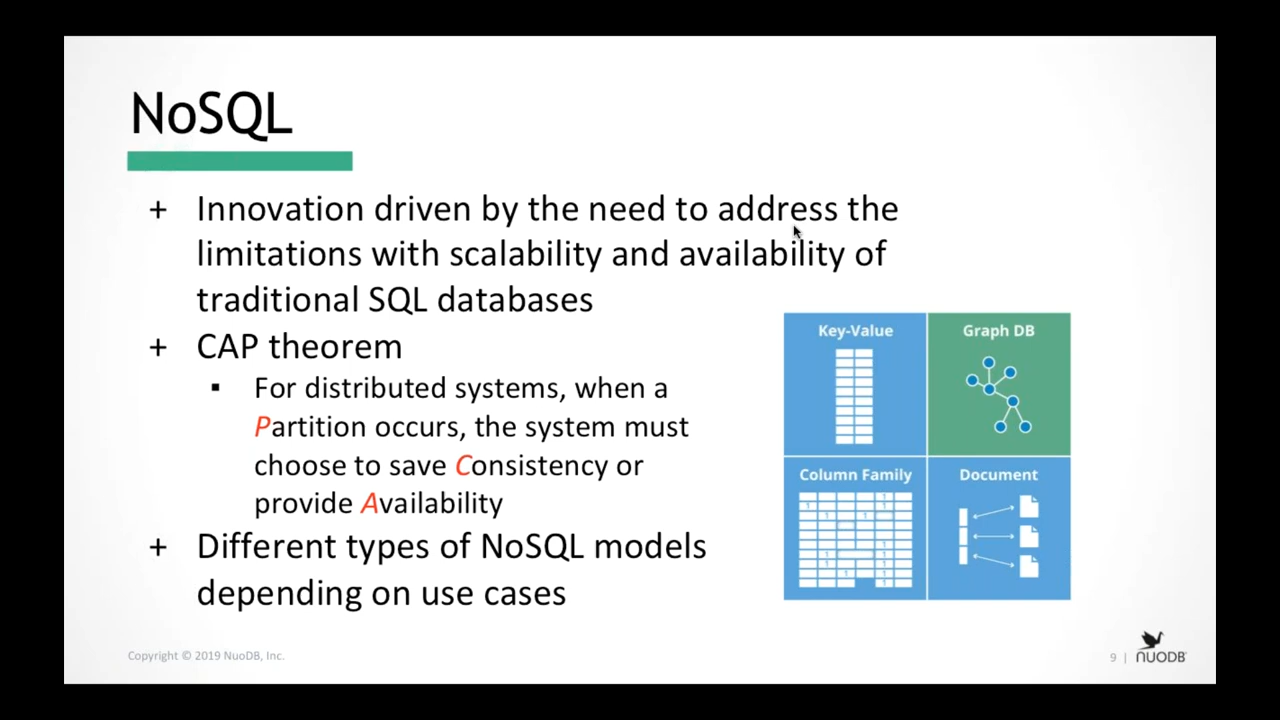 NoSQL
+ Innovation driven by the need to address the
limitations with scalability and availability of
traditional SQL databases
+ CAP theorem
▪ For distributed systems, when a
Partition occurs, the system must
choose to save Consistency or
provide Availability
+ Different types of NoSQL models
depending on use cases
Key-Value
Graph DB
Column Family
Document
Copyright © 2019 NuoDB, Inc.
9 | NUODB